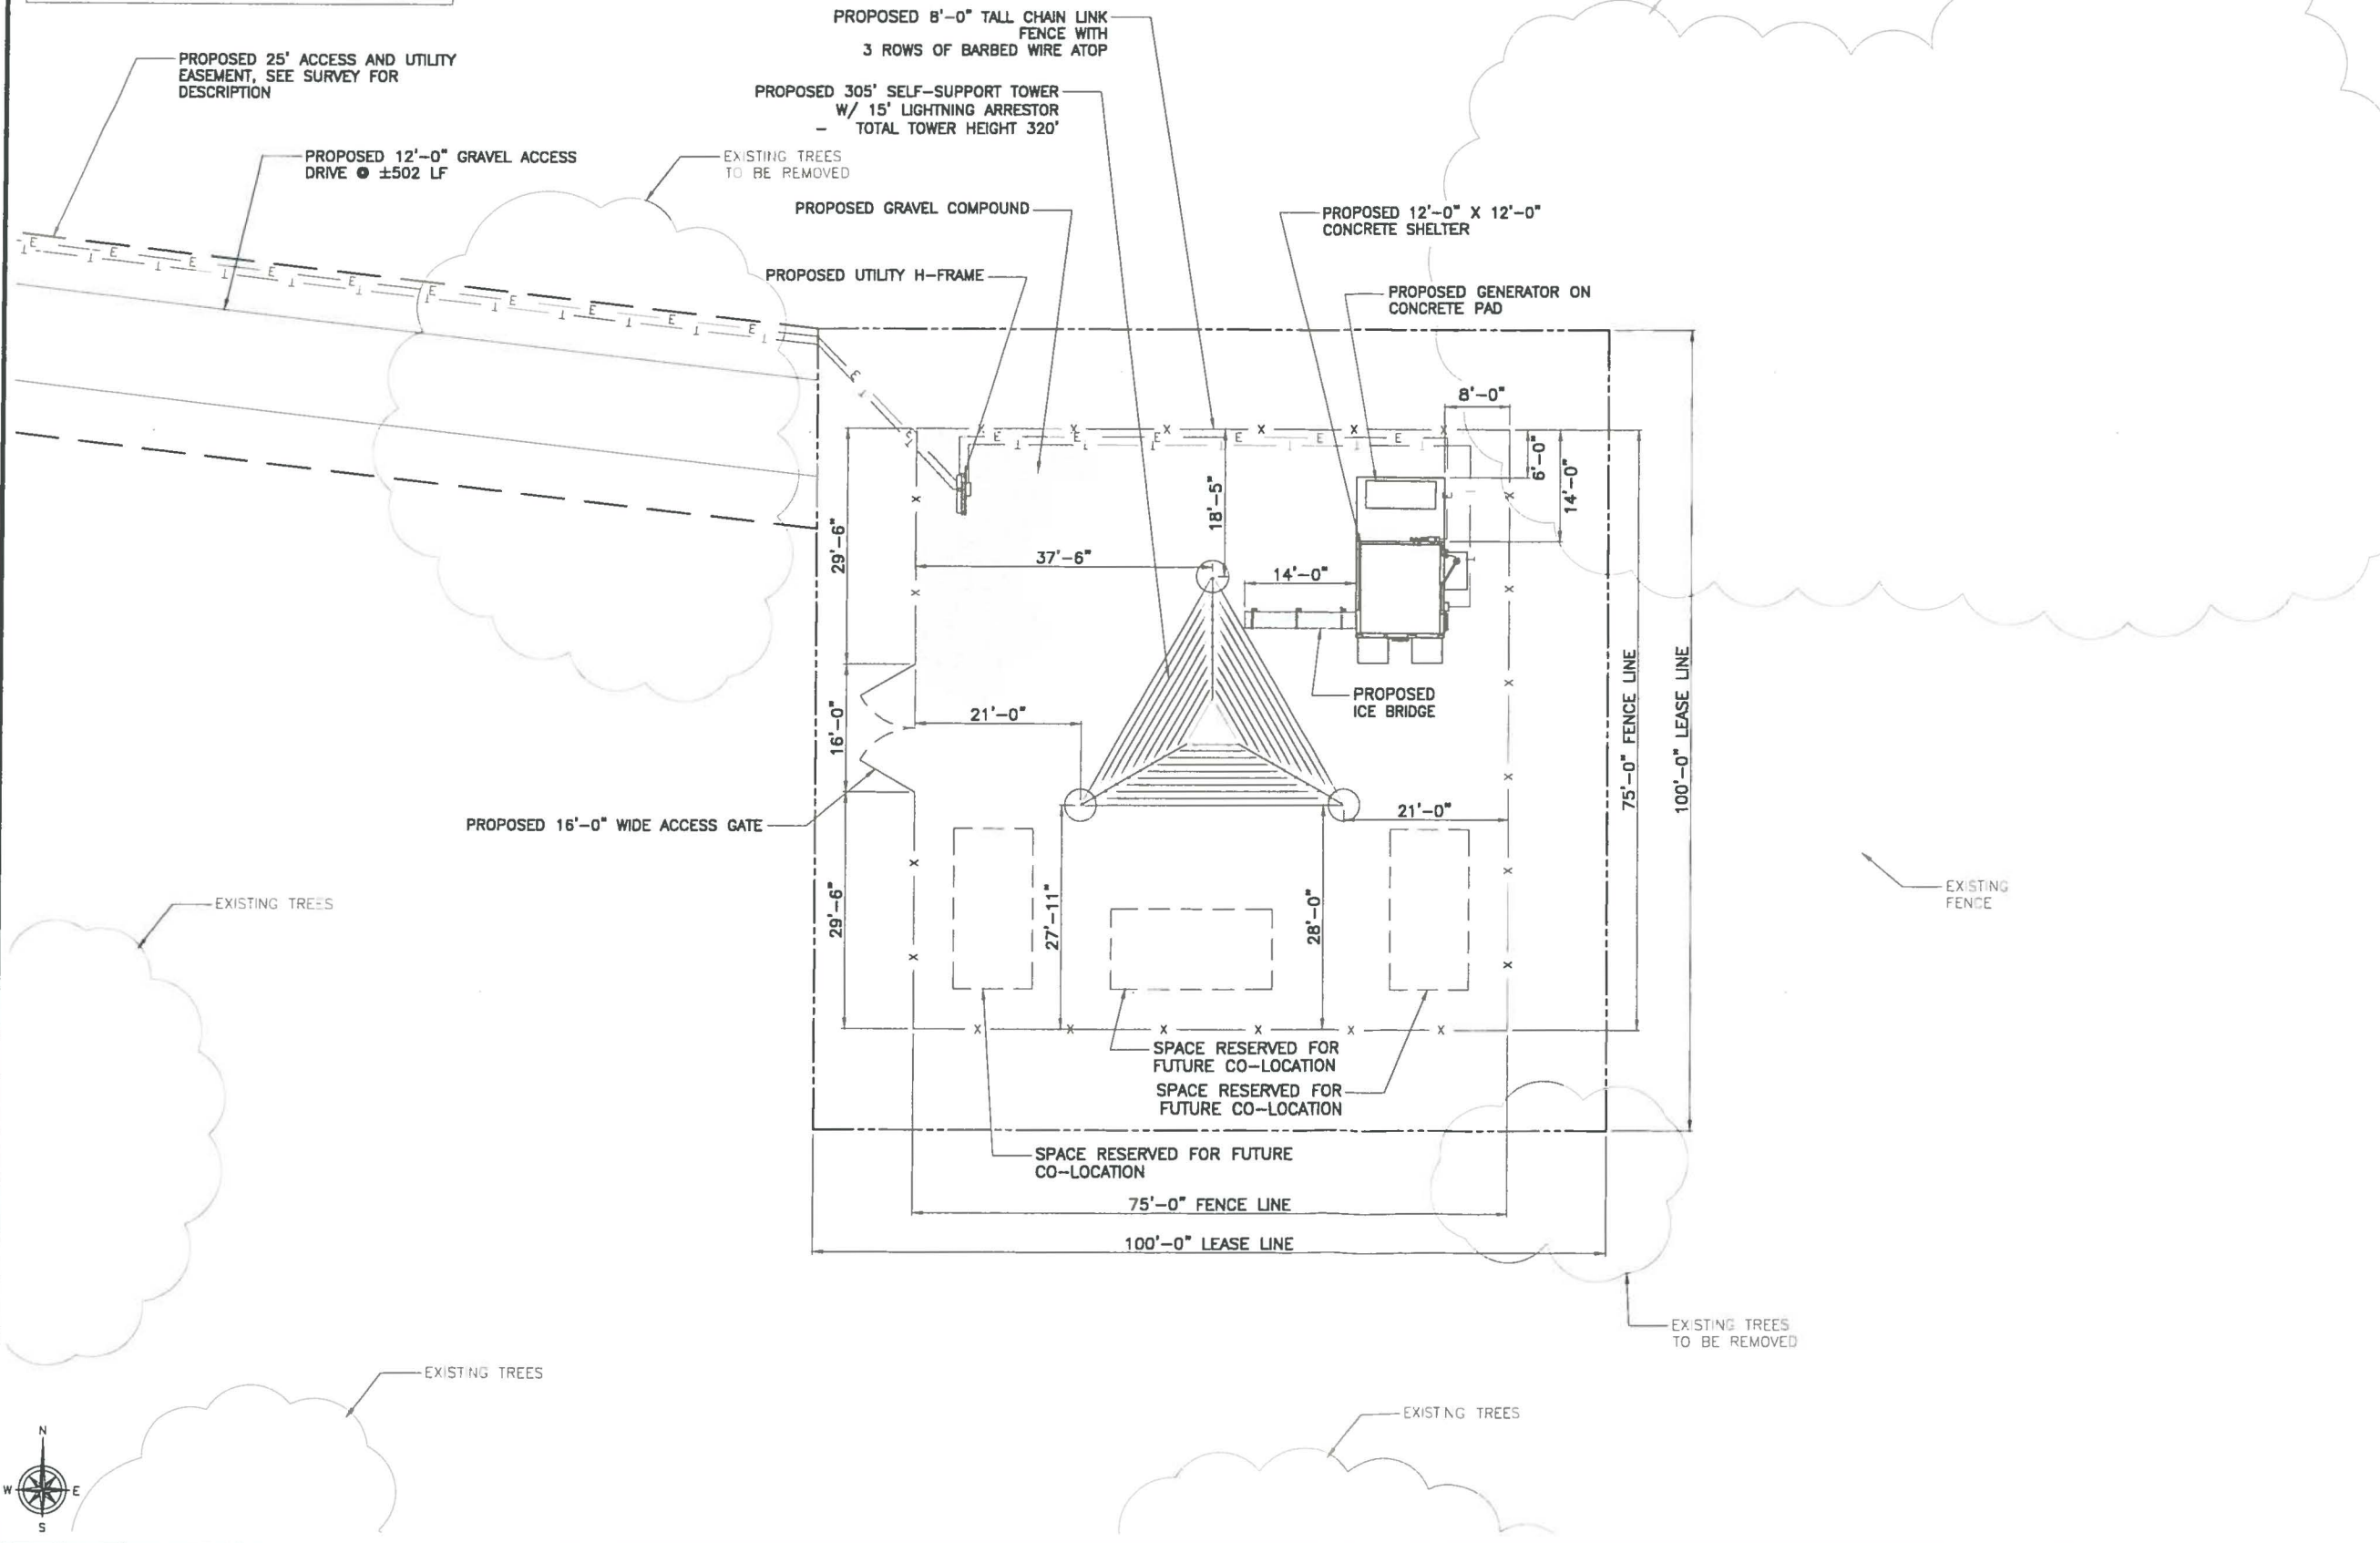 PROPOSED 8'-0" TALL CHAIN LINK
FENCE WITH
3 ROWS OF BARBED WIRE ATOP
PROPOSED 25' ACCESS AND UTILITY
EASEMENT, SEE SURVEY FOR
DESCRIPTION
PROPOSED 305' SELF-SUPPORT TOWER
W/ 15' LIGHTNING ARRESTOR
- TOTAL TOWER HEIGHT 320'
PROPOSED 12'-0" GRAVEL ACCESS
DRIVE @ ±502 LF
EXISTING TREES
TO BE REMOVED
PROPOSED GRAVEL COMPOUND
PROPOSED 12'-0" X 12'-0"
CONCRETE SHELTER
PROPOSED UTILITY H-FRAME
PROPOSED GENERATOR ON
CONCRETE PAD
8'-0"
6'-0"
14'-0"
18'-5"
29'-6"
37'-6"
14'-0"
PROPOSED
ICE BRIDGE
21'-0"
16'-0"
75'-0" FENCE LINE
100'-0" LEASE LINE
PROPOSED 16'-0" WIDE ACCESS GATE
21'-0"
29'-6"
27'-11"
28'-0"
EXISTING TREES
EXISTING
FENCE
SPACE RESERVED FOR
FUTURE CO-LOCATION
SPACE RESERVED FOR
FUTURE CO-LOCATION
SPACE RESERVED FOR FUTURE
CO-LOCATION
75'-0" FENCE LINE
100'-0" LEASE LINE
EXISTING TREES
TO BE REMOVED
EXISTING TREES
EXISTNG TREES
N
W E
S